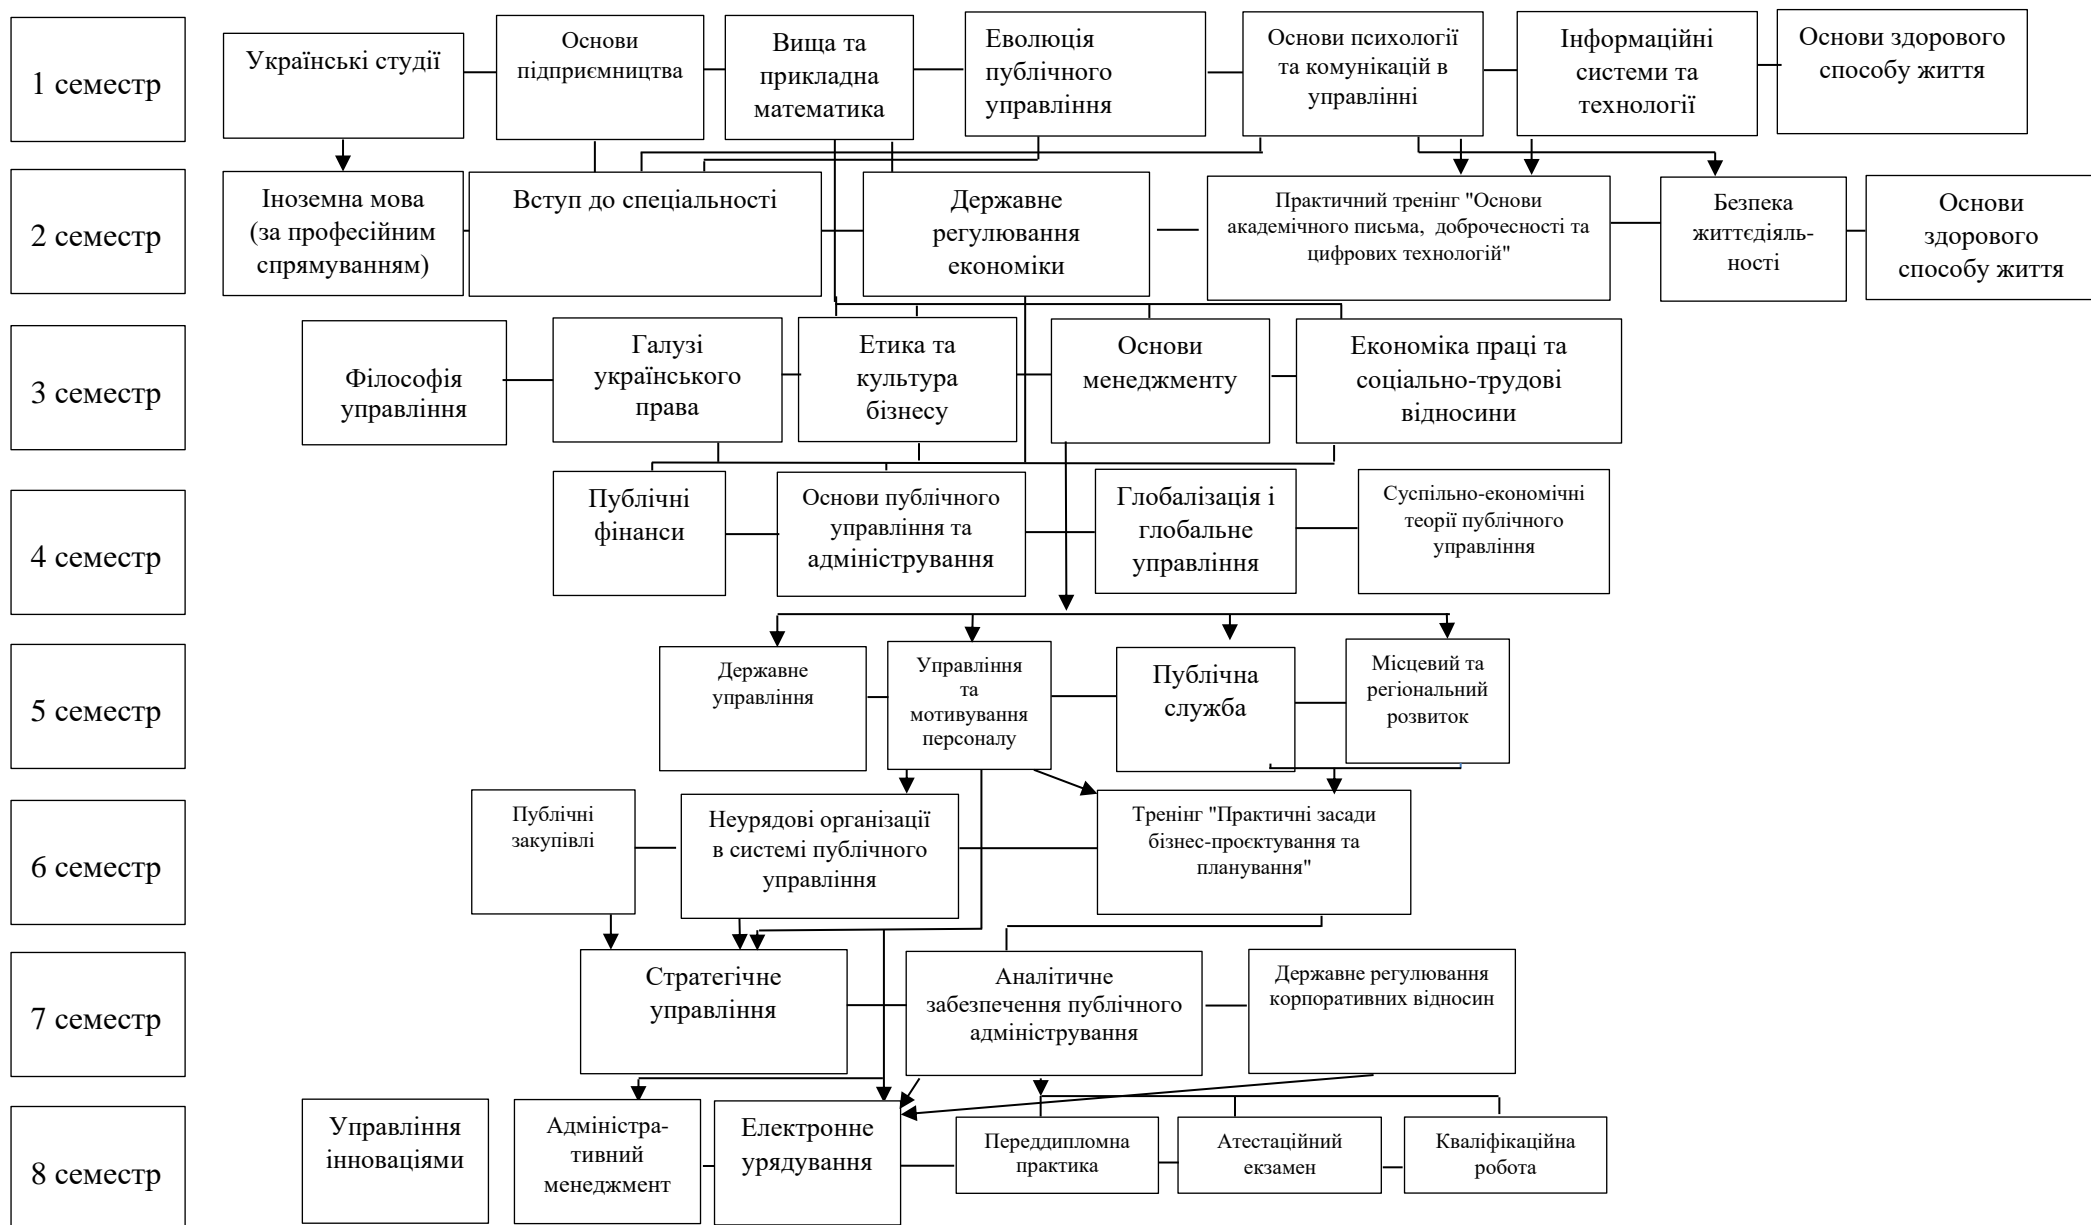 1 семестр
Українські студії
Основи
підприємництва
Вища та
прикладна
математика
Еволюція
публічного
управління
Основи психології
та комунікацій в
управлінні
Інформаційні
системи та
технології
Основи здорового
способу життя
2 семестр
Іноземна мова
(за професійним
спрямуванням)
Вступ до спеціальності
Державне
регулювання
економіки
Практичний тренінг "Основи
академічного письма, доброчесності та
цифрових технологій"
Безпека
життєдіяль-
ності
Основи
здорового
способу життя
3 семестр
Філософія
управління
Галузі
українського
права
Етика та
культура
бізнесу
Основи
менеджменту
Економіка праці та
соціально-трудові
відносини
4 семестр
Публічні
фінанси
Основи публічного
управління та
адміністрування
Глобалізація і
глобальне
управління
Суспільно-економічні
теорії публічного
управління
5 семестр
Державне
управління
Управління
та
мотивування
персоналу
Публічна
служба
Місцевий та
регіональний
розвиток
6 семестр
Публічні
закупівлі
Неурядові організації
в системі публічного
управління
Тренінг "Практичні засади
бізнес-проєктування та
планування"
7 семестр
Стратегічне
управління
Аналітичне
забезпечення публічного
адміністрування
Державне регулювання
корпоративних відносин
8 семестр
Управління
інноваціями
Адміністра-
тивний
менеджмент
Електронне
урядування
Переддипломна
практика
Атестаційний
екзамен
Кваліфікаційна
робота